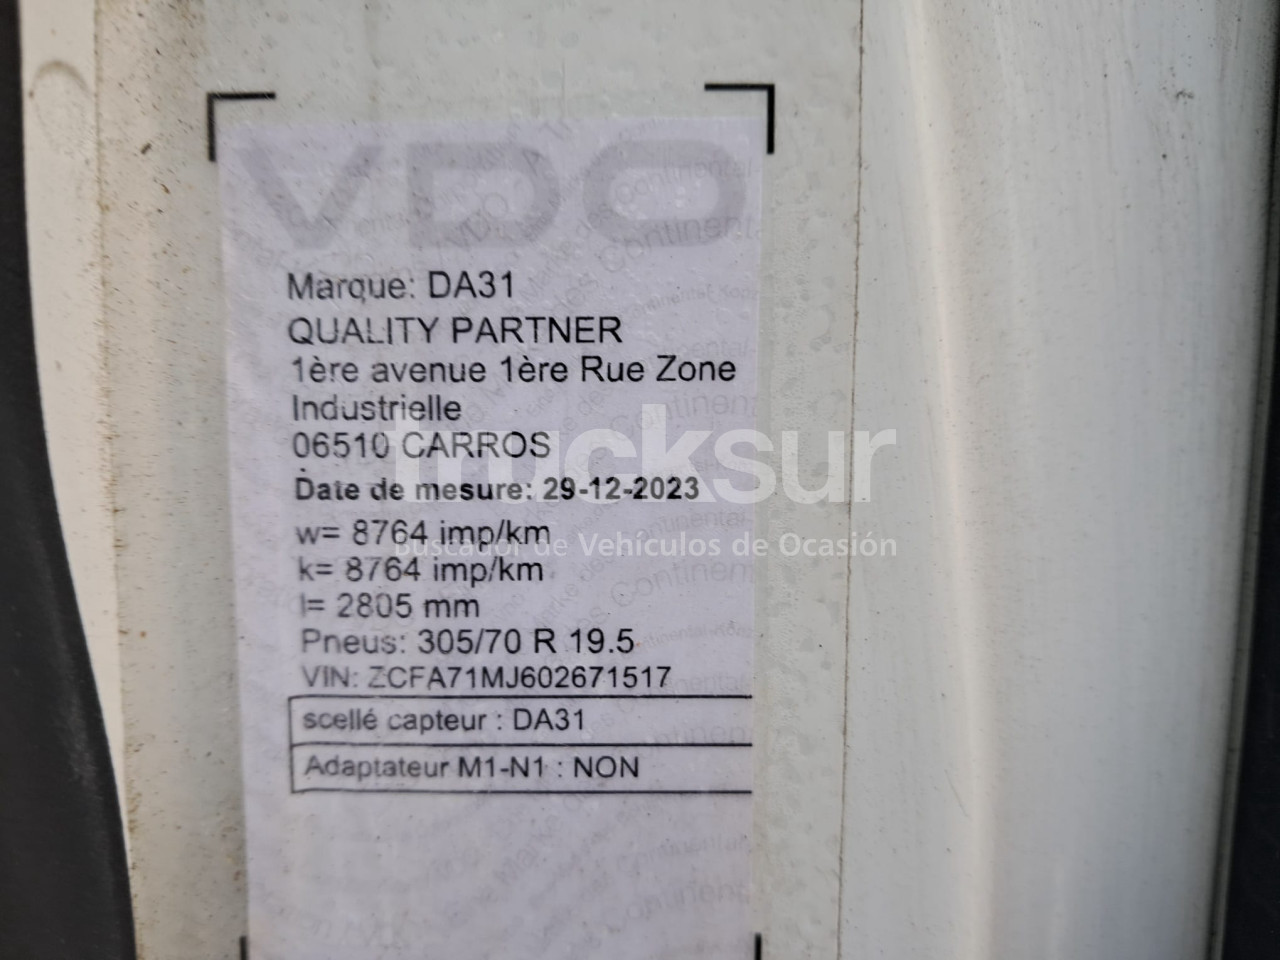 VDO
Marque: DA31
QUALITY PARTNER
1ère avenue 1ère Rue Zone
Industrielle
06510 CARROS
Date de mesure: 29-12-2023
w= 8764 imp/km
k= 8764 imp/km
l= 2805 mm
Pneus: 305/70 R 19.5
VIN: ZCFA71MJ602671517
scellé capteur : DA31
Adaptateur M1-N1 : NON
trucksur
Buscador de Vehículos de Ocasión